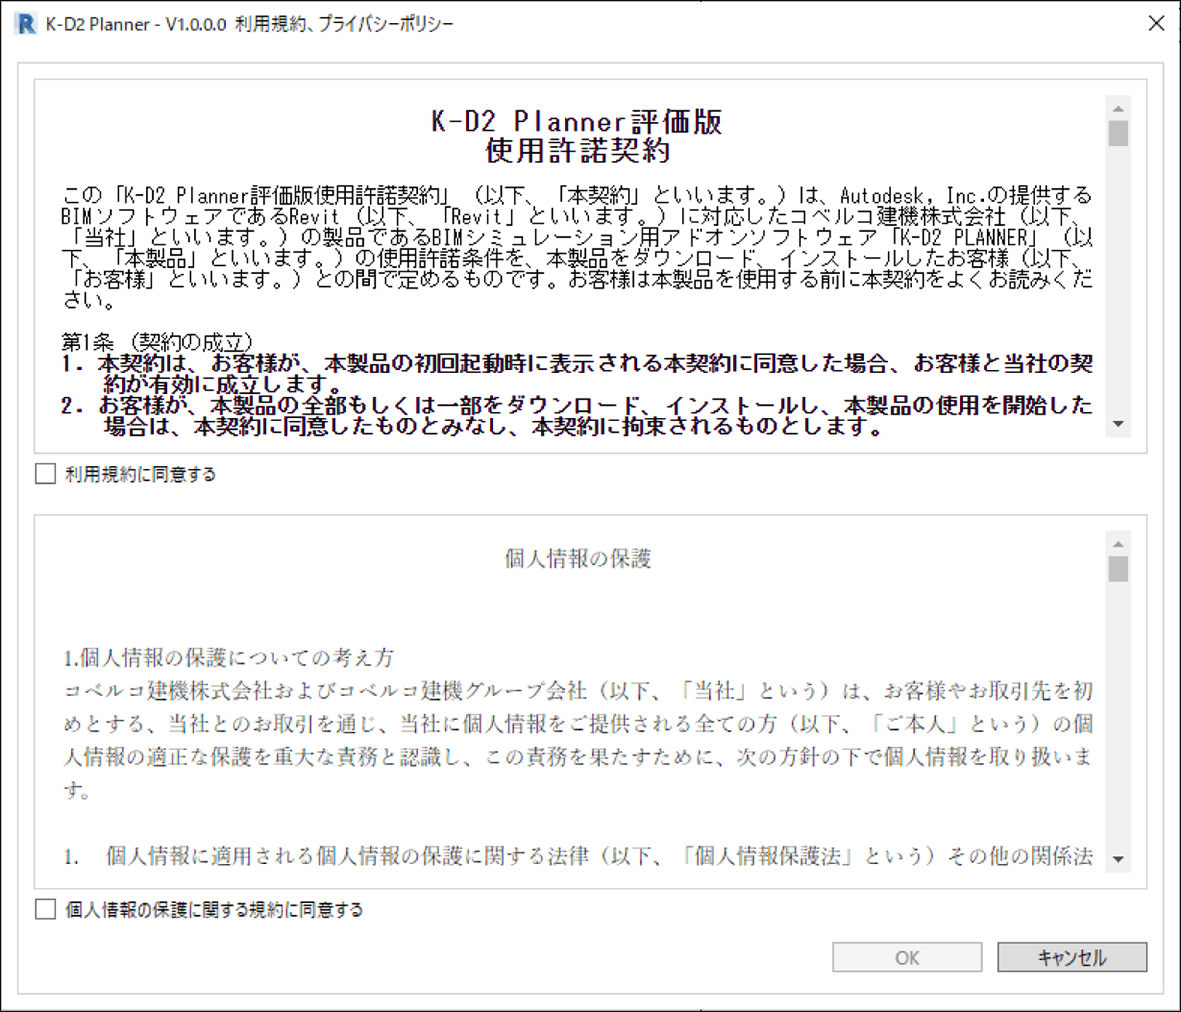 K-D2 Planner - V1.0.0.0 利用規約、プライバシーポリシー
K-D2 Planner評価版
使用許諾契約
この「K-D2 Planner評価版使用許諾契約」（以下、「本契約」といいます。）は、Autodesk, Inc.の提供する
BIMソフトウェアであるRevit（以下、「Revit」といいます。）に対応したコベルコ建機株式会社（以下、
「当社」といいます。）の製品であるBIMシミュレーション用アドオンソフトウェア「K-D2 PLANNER」（以
下、「本製品」といいます。）の使用許諾条件を、本製品をダウンロード、インストールしたお客様（以下、
「お客様」といいます。）との間で定めるものです。お客様は本製品を使用する前に本契約をよくお読みくだ
さい。
第1条（契約の成立）
1. 本契約は、お客様が、本製品の初回起動時に表示される本契約に同意した場合、お客様と当社の契
約が有効に成立します。
2. お客様が、本製品の全部もしくは一部をダウンロード、インストールし、本製品の使用を開始した
場合は、本契約に同意したものとみなし、本契約に拘束されるものとします。
利用規約に同意する
個人情報の保護
1.個人情報の保護についての考え方
コベルコ建機株式会社およびコベルコ建機グループ会社（以下、「当社」という）は、お客様やお取引先を初
めとする、当社とのお取引を通じ、当社に個人情報をご提供される全ての方（以下、「ご本人」という）の個
人情報の適正な保護を重大な責務と認識し、この責務を果たすために、次の方針の下で個人情報を取り扱いま
す。
1. 個人情報に適用される個人情報の保護に関する法律（以下、「個人情報保護法」という）その他の関係法
個人情報の保護に関する規約に同意する
OK
キャンセル